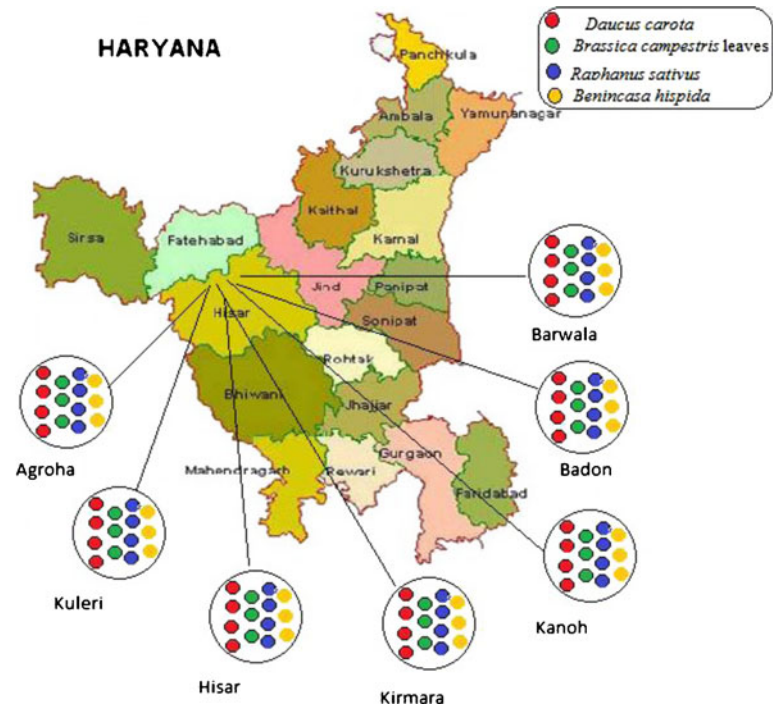 HARYANA
Daucus carota
Brassica campestris leaves
Raphanus sativus
Benincasa hispida
Panchkula
Ambala
Yamunanagar
Kurukshetra
Kaithal
Karnal
Sirsa
Fatehabad
Jind
Panipat
Hisar
Sonipat
Barwala
Rohtak
Bhiwani
Jhajjar
Agroha
Mahendragarh
Rewari
Gurgaon
Faridabad
Badon
Kuleri
Kanoh
Hisar
Kirmara